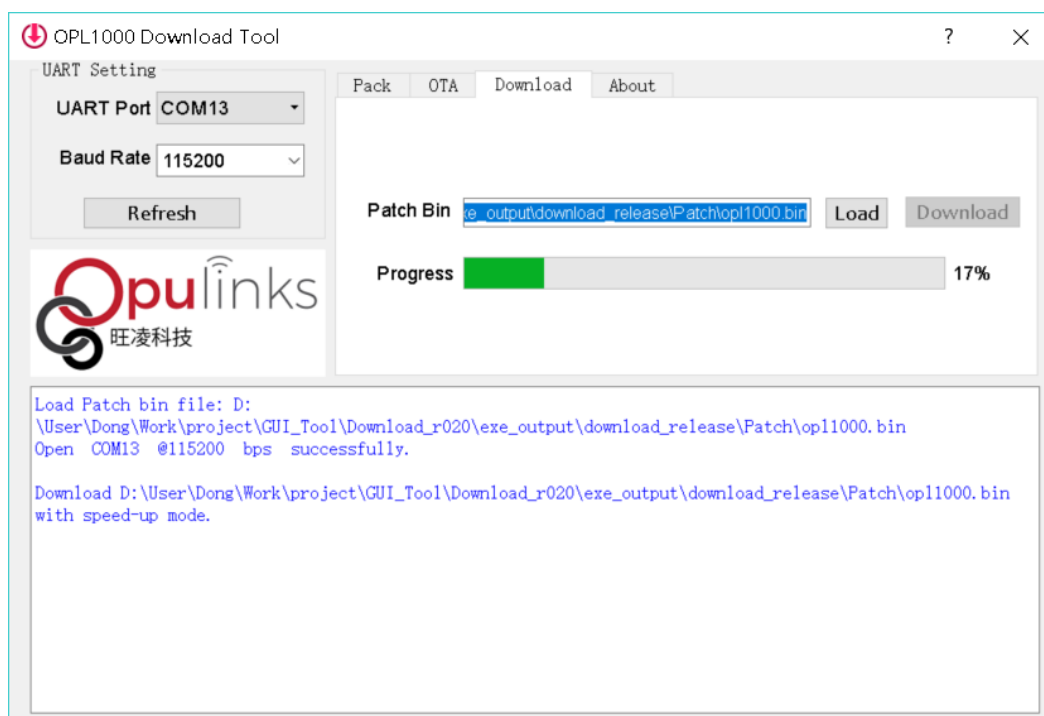 OPL1000 Download Tool
?
UART Setting
UART Port COM13
Baud Rate 115200
Refresh
Pack OTA Download About
Patch Bin xe_output\download_release\Patch\opl1000.bin Load Download
Progress 17%
Opulinks
旺凌科技
Load Patch bin file: D:
\User\Dong\Work\project\GUI_Tool\Download_r020\exe_output\download_release\Patch\opl1000.bin
Open COM13 @115200 bps successfully.
Download D:\User\Dong\Work\project\GUI_Tool\Download_r020\exe_output\download_release\Patch\opl1000.bin
with speed-up mode.